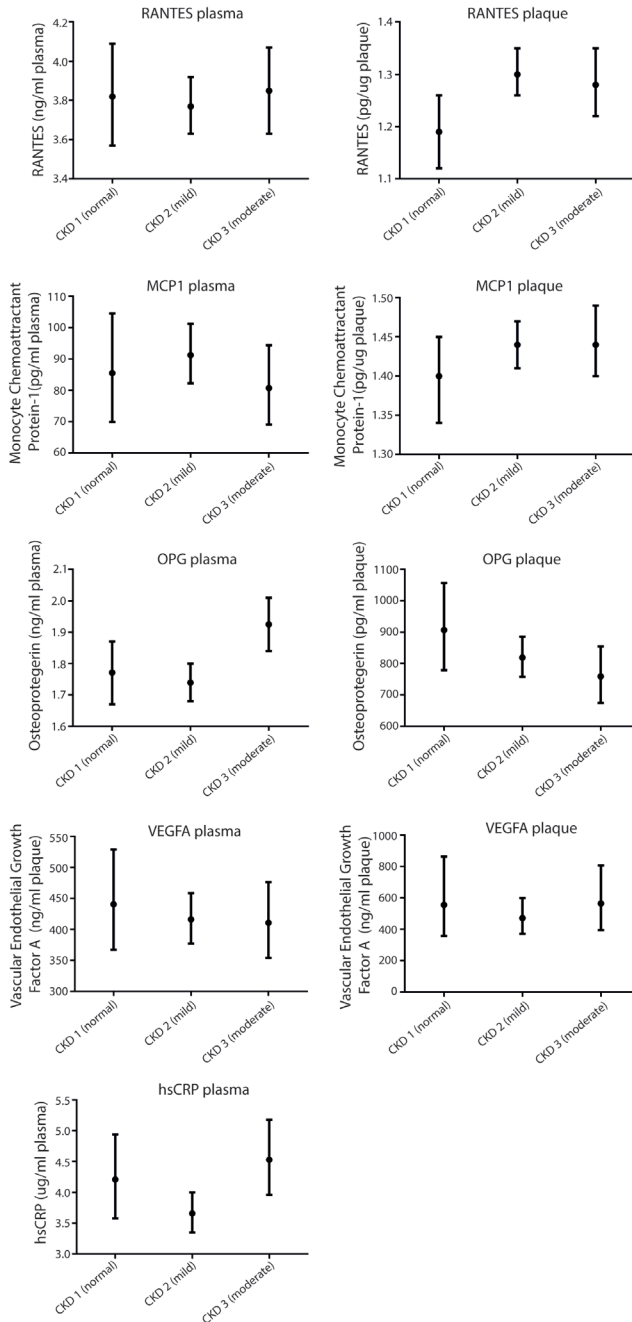 RANTES plasma
RANTES (ng/ml plasma)
4.2
4.0
3.8
3.6
3.4
CKD 1 (normal)
CKD 2 (mild)
CKD 3 (moderate)
RANTES plaque
RANTES (pg/ug plaque)
1.4
1.3
1.2
1.1
CKD 1 (normal)
CKD 2 (mild)
CKD 3 (moderate)
MCP1 plasma
Monocyte Chemoattractant
Protein-1(pg/ml plasma)
110
100
90
80
70
60
CKD 1 (normal)
CKD 2 (mild)
CKD 3 (moderate)
MCP1 plaque
Monocyte Chemoattractant
Protein-1(pg/ug plaque)
1.50
1.45
1.40
1.35
1.30
CKD 1 (normal)
CKD 2 (mild)
CKD 3 (moderate)
OPG plasma
Osteoprotegerin (ng/ml plasma)
2.1
2.0
1.9
1.8
1.7
1.6
CKD 1 (normal)
CKD 2 (mild)
CKD 3 (moderate)
OPG plaque
Osteoprotegerin (pg/ml plaque)
1100
1000
900
800
700
600
CKD 1 (normal)
CKD 2 (mild)
CKD 3 (moderate)
VEGFA plasma
Vascular Endothelial Growth
Factor A (ng/ml plaque)
550
500
450
400
350
300
CKD 1 (normal)
CKD 2 (mild)
CKD 3 (moderate)
VEGFA plaque
Vascular Endothelial Growth
Factor A (ng/ml plaque)
1000
800
600
400
200
0
CKD 1 (normal)
CKD 2 (mild)
CKD 3 (moderate)
hsCRP plasma
hsCRP (ug/ml plasma)
5.5
5.0
4.5
4.0
3.5
3.0
CKD 1 (normal)
CKD 2 (mild)
CKD 3 (moderate)